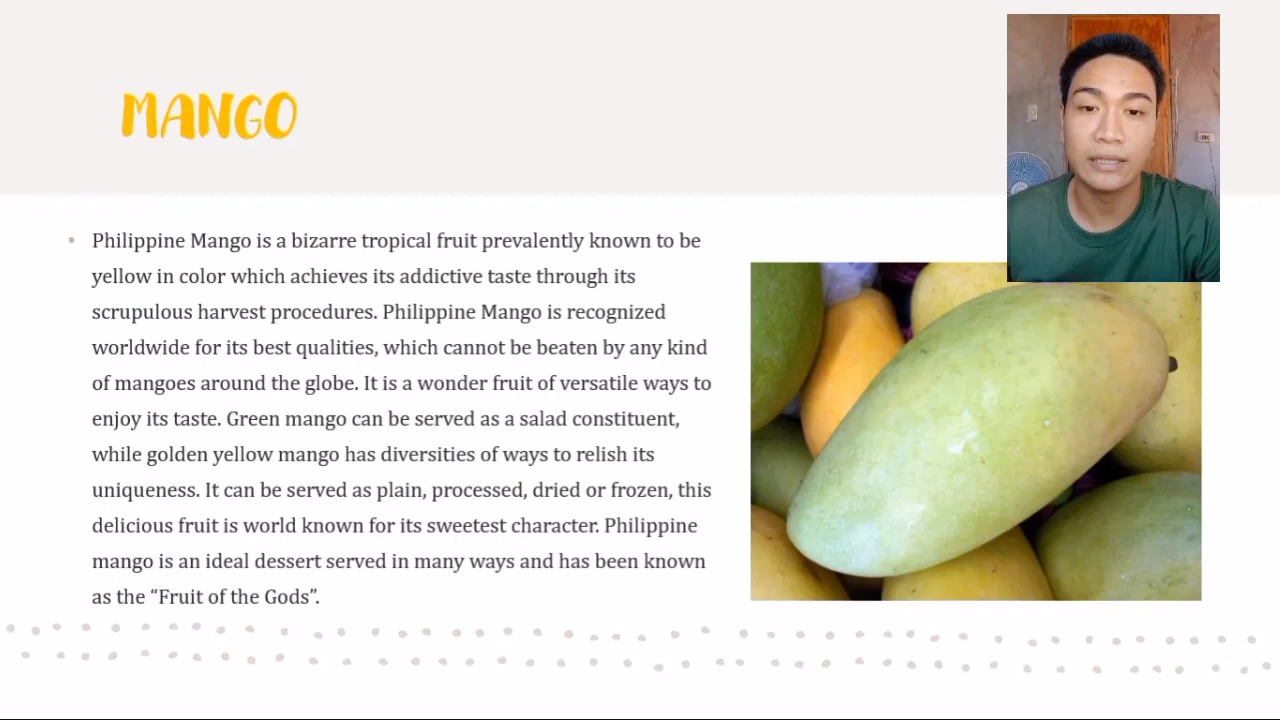 MANGO
Philippine Mango is a bizarre tropical fruit prevalently known to be
yellow in color which achieves its addictive taste through its
scrupulous harvest procedures. Philippine Mango is recognized
worldwide for its best qualities, which cannot be beaten by any kind
of mangoes around the globe. It is a wonder fruit of versatile ways to
enjoy its taste. Green mango can be served as a salad constituent,
while golden yellow mango has diversities of ways to relish its
uniqueness. It can be served as plain, processed, dried or frozen, this
delicious fruit is world known for its sweetest character. Philippine
mango is an ideal dessert served in many ways and has been known
as the “Fruit of the Gods”.